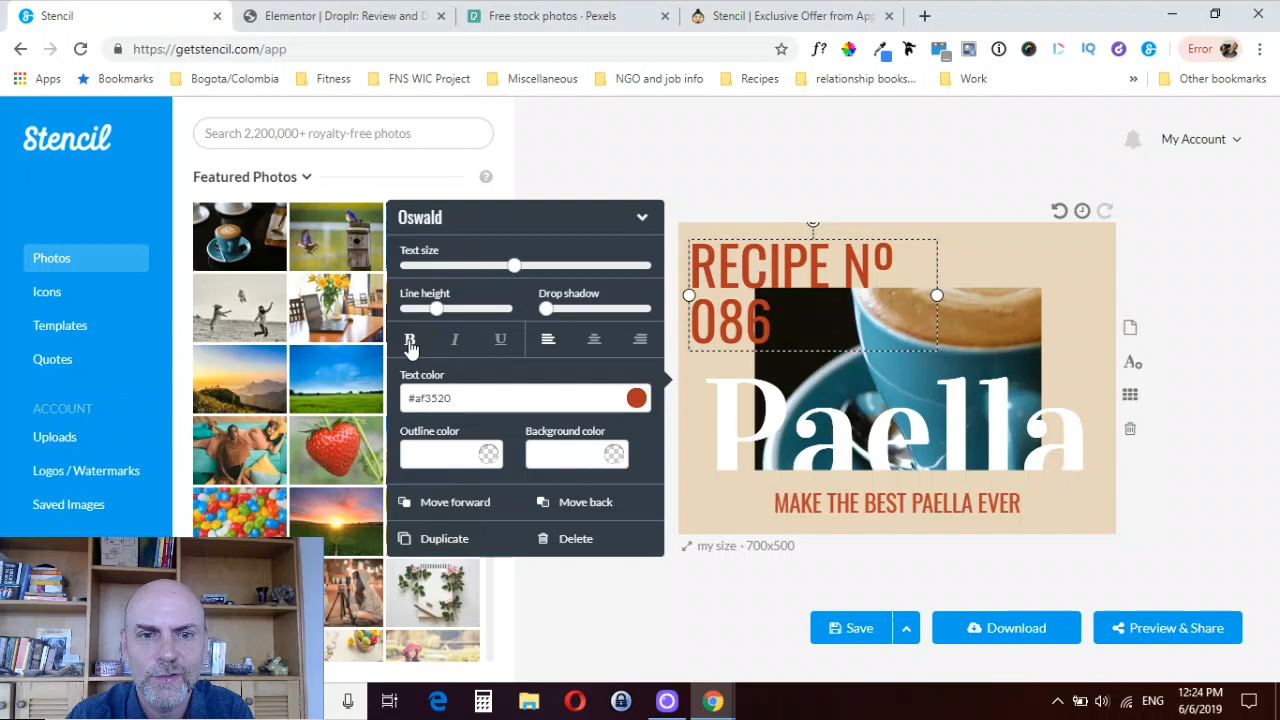 Stencil
Elementor | Droplr: Review and D
Free stock photos · Pexels
Stencil | Exclusive Offer from App
https://getstencil.com/app
f?
IQ
Error
Apps
Bookmarks
Bogota/Colombia
Fitness
FNS WIC Project
Miscellaneous
NGO and job info
Recipes
relationship book...
Work
»
Other bookmarks
Stencil
Search 2,200,000+ royalty-free photos
My Account
Featured Photos
?
Photos
Icons
Templates
Quotes
ACCOUNT
Uploads
Logos / Watermarks
Saved Images
Oswald
Text size
Line height
Drop shadow
B I U
Text color
#af3520
Outline color
Background color
Move forward
Move back
Duplicate
Delete
RECIPE Nº
086
Paella
MAKE THE BEST PAELLA EVER
my size · 700x500
Save
Download
Preview & Share
ENG
12:24 PM
6/6/2019